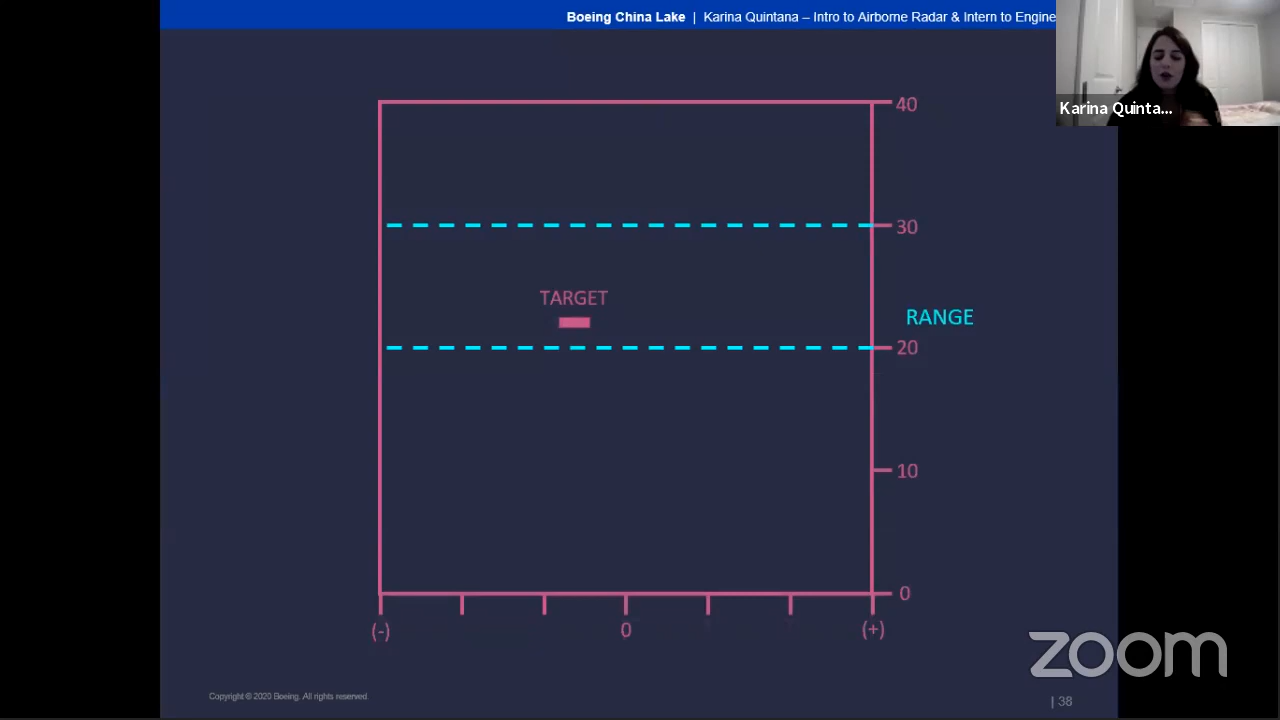 Boeing China Lake | Karina Quintana – Intro to Airborne Radar & Intern to Engine
Karina Quinta...
40
30
TARGET
RANGE
20
10
0
(-) 0 (+)
zoom
Copyright © 2020 Boeing. All rights reserved.
| 38